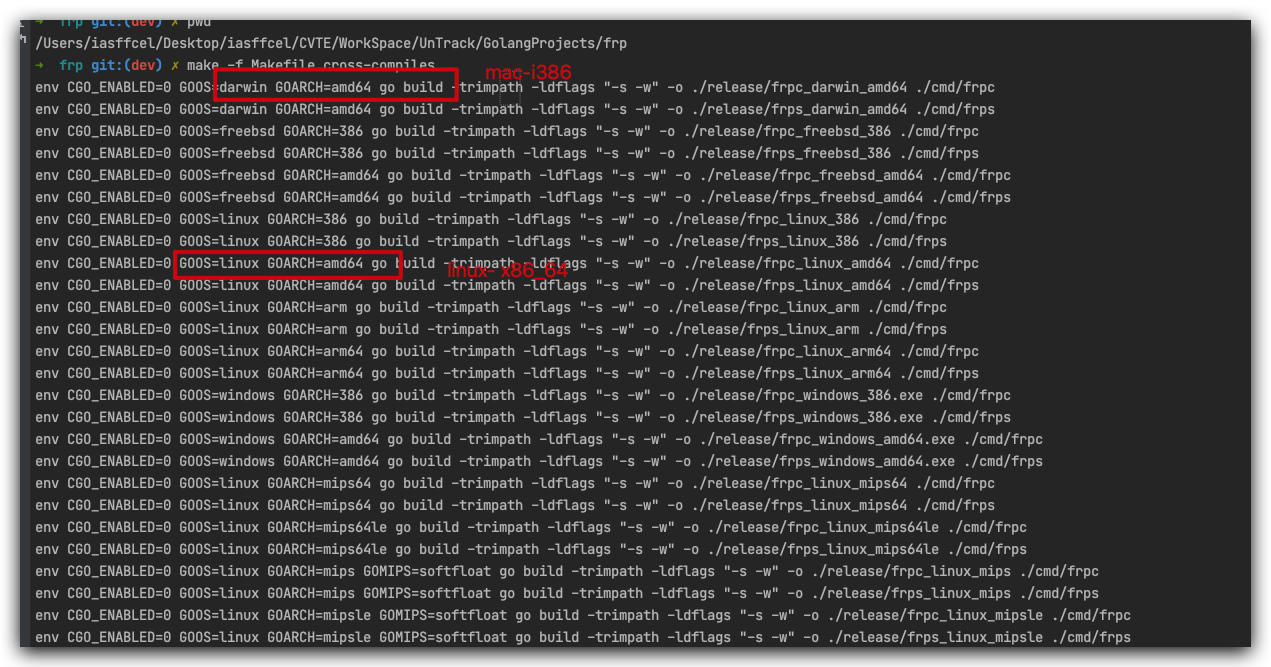 → frp git:(dev) ✗ pwd
/Users/iasffcel/Desktop/iasffcel/CVTE/WorkSpace/UnTrack/GolangProjects/frp
→ frp git:(dev) ✗ make -f Makefile cross-compiles
mac-i386
env CGO_ENABLED=0 GOOS=darwin GOARCH=amd64 go build -trimpath -ldflags "-s -w" -o ./release/frpc_darwin_amd64 ./cmd/frpc
env CGO_ENABLED=0 GOOS=darwin GOARCH=amd64 go build -trimpath -ldflags "-s -w" -o ./release/frps_darwin_amd64 ./cmd/frps
env CGO_ENABLED=0 GOOS=freebsd GOARCH=386 go build -trimpath -ldflags "-s -w" -o ./release/frpc_freebsd_386 ./cmd/frpc
env CGO_ENABLED=0 GOOS=freebsd GOARCH=386 go build -trimpath -ldflags "-s -w" -o ./release/frps_freebsd_386 ./cmd/frps
env CGO_ENABLED=0 GOOS=freebsd GOARCH=amd64 go build -trimpath -ldflags "-s -w" -o ./release/frpc_freebsd_amd64 ./cmd/frpc
env CGO_ENABLED=0 GOOS=freebsd GOARCH=amd64 go build -trimpath -ldflags "-s -w" -o ./release/frps_freebsd_amd64 ./cmd/frps
env CGO_ENABLED=0 GOOS=linux GOARCH=386 go build -trimpath -ldflags "-s -w" -o ./release/frpc_linux_386 ./cmd/frpc
env CGO_ENABLED=0 GOOS=linux GOARCH=386 go build -trimpath -ldflags "-s -w" -o ./release/frps_linux_386 ./cmd/frps
env CGO_ENABLED=0 GOOS=linux GOARCH=amd64 go build -trimpath -ldflags "-s -w" -o ./release/frpc_linux_amd64 ./cmd/frpc
linux- x86_64
env CGO_ENABLED=0 GOOS=linux GOARCH=amd64 go build -trimpath -ldflags "-s -w" -o ./release/frps_linux_amd64 ./cmd/frps
env CGO_ENABLED=0 GOOS=linux GOARCH=arm go build -trimpath -ldflags "-s -w" -o ./release/frpc_linux_arm ./cmd/frpc
env CGO_ENABLED=0 GOOS=linux GOARCH=arm go build -trimpath -ldflags "-s -w" -o ./release/frps_linux_arm ./cmd/frps
env CGO_ENABLED=0 GOOS=linux GOARCH=arm64 go build -trimpath -ldflags "-s -w" -o ./release/frpc_linux_arm64 ./cmd/frpc
env CGO_ENABLED=0 GOOS=linux GOARCH=arm64 go build -trimpath -ldflags "-s -w" -o ./release/frps_linux_arm64 ./cmd/frps
env CGO_ENABLED=0 GOOS=windows GOARCH=386 go build -trimpath -ldflags "-s -w" -o ./release/frpc_windows_386.exe ./cmd/frpc
env CGO_ENABLED=0 GOOS=windows GOARCH=386 go build -trimpath -ldflags "-s -w" -o ./release/frps_windows_386.exe ./cmd/frps
env CGO_ENABLED=0 GOOS=windows GOARCH=amd64 go build -trimpath -ldflags "-s -w" -o ./release/frpc_windows_amd64.exe ./cmd/frpc
env CGO_ENABLED=0 GOOS=windows GOARCH=amd64 go build -trimpath -ldflags "-s -w" -o ./release/frps_windows_amd64.exe ./cmd/frps
env CGO_ENABLED=0 GOOS=linux GOARCH=mips64 go build -trimpath -ldflags "-s -w" -o ./release/frpc_linux_mips64 ./cmd/frpc
env CGO_ENABLED=0 GOOS=linux GOARCH=mips64 go build -trimpath -ldflags "-s -w" -o ./release/frps_linux_mips64 ./cmd/frps
env CGO_ENABLED=0 GOOS=linux GOARCH=mips64le go build -trimpath -ldflags "-s -w" -o ./release/frpc_linux_mips64le ./cmd/frpc
env CGO_ENABLED=0 GOOS=linux GOARCH=mips64le go build -trimpath -ldflags "-s -w" -o ./release/frps_linux_mips64le ./cmd/frps
env CGO_ENABLED=0 GOOS=linux GOARCH=mips GOMIPS=softfloat go build -trimpath -ldflags "-s -w" -o ./release/frpc_linux_mips ./cmd/frpc
env CGO_ENABLED=0 GOOS=linux GOARCH=mips GOMIPS=softfloat go build -trimpath -ldflags "-s -w" -o ./release/frps_linux_mips ./cmd/frps
env CGO_ENABLED=0 GOOS=linux GOARCH=mipsle GOMIPS=softfloat go build -trimpath -ldflags "-s -w" -o ./release/frpc_linux_mipsle ./cmd/frpc
env CGO_ENABLED=0 GOOS=linux GOARCH=mipsle GOMIPS=softfloat go build -trimpath -ldflags "-s -w" -o ./release/frps_linux_mipsle ./cmd/frps